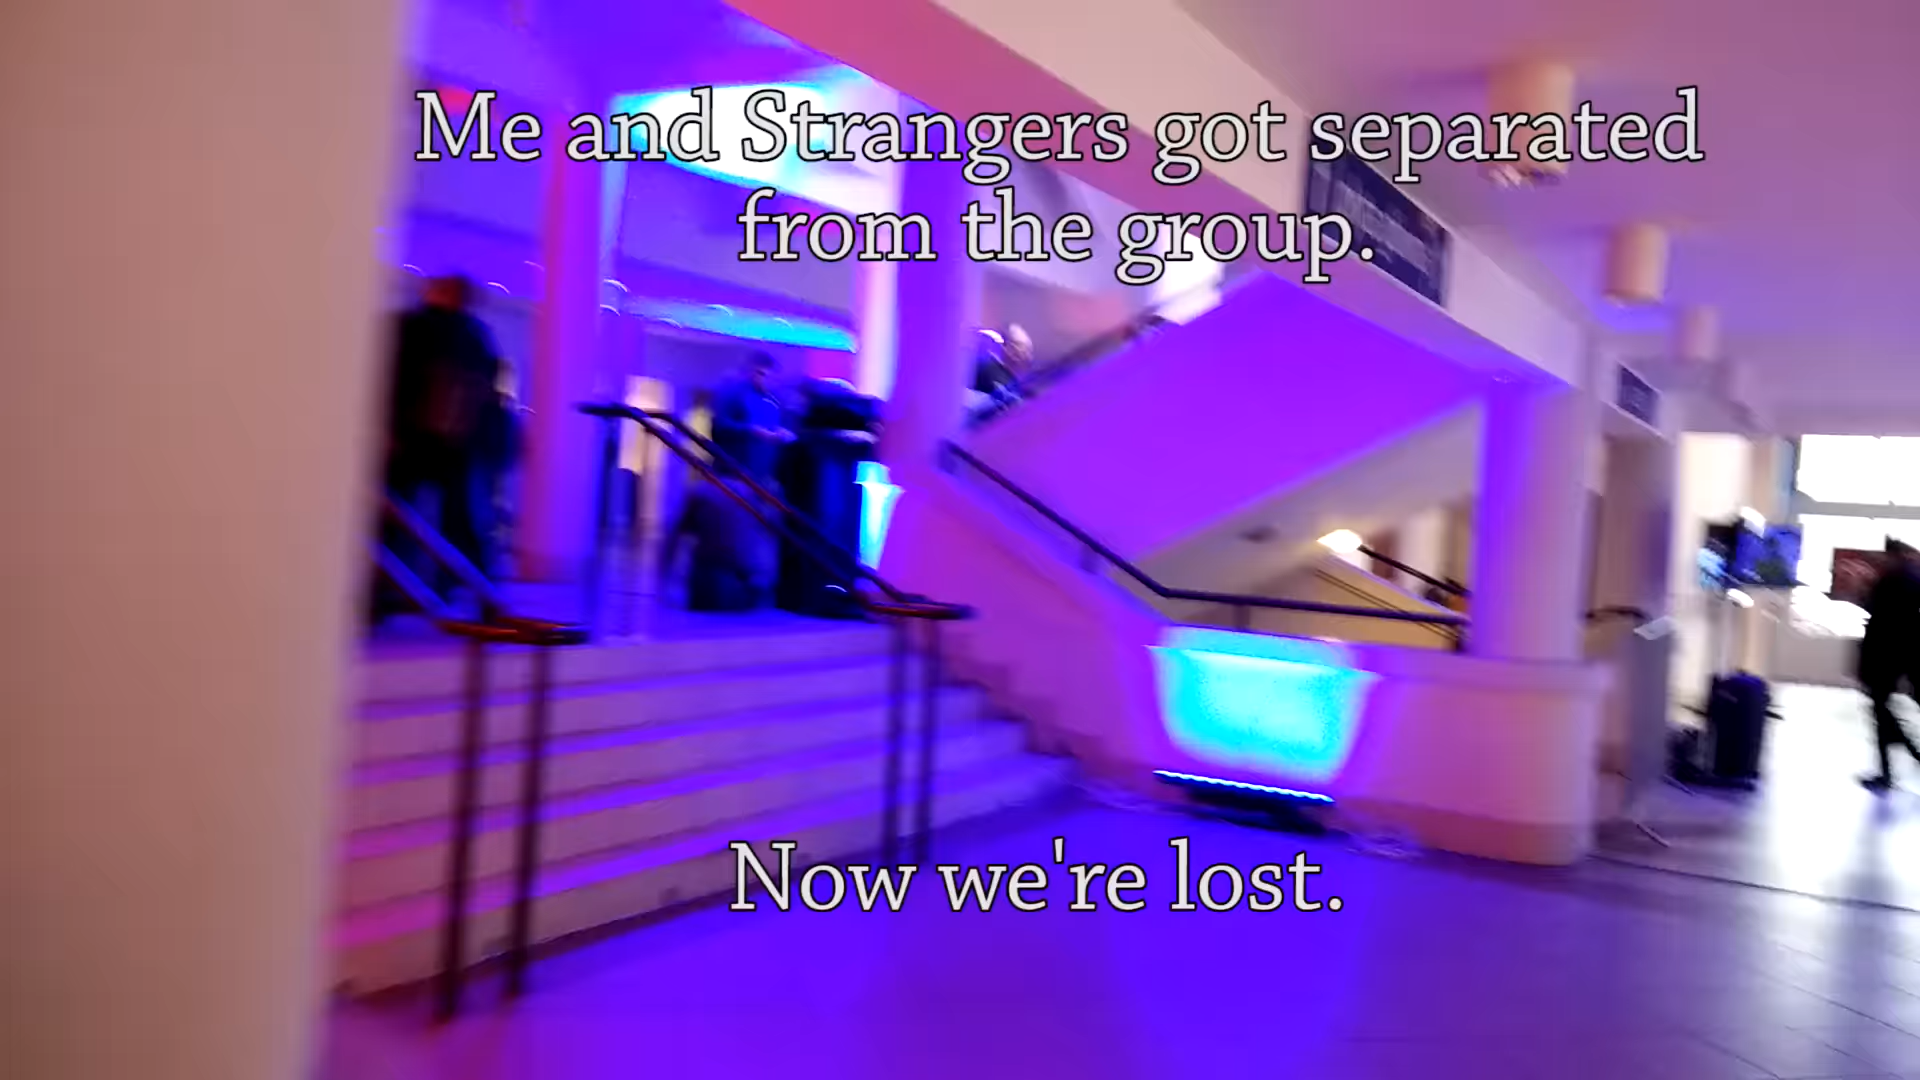 Me and Strangers got separated
from the group.
Now we're lost.